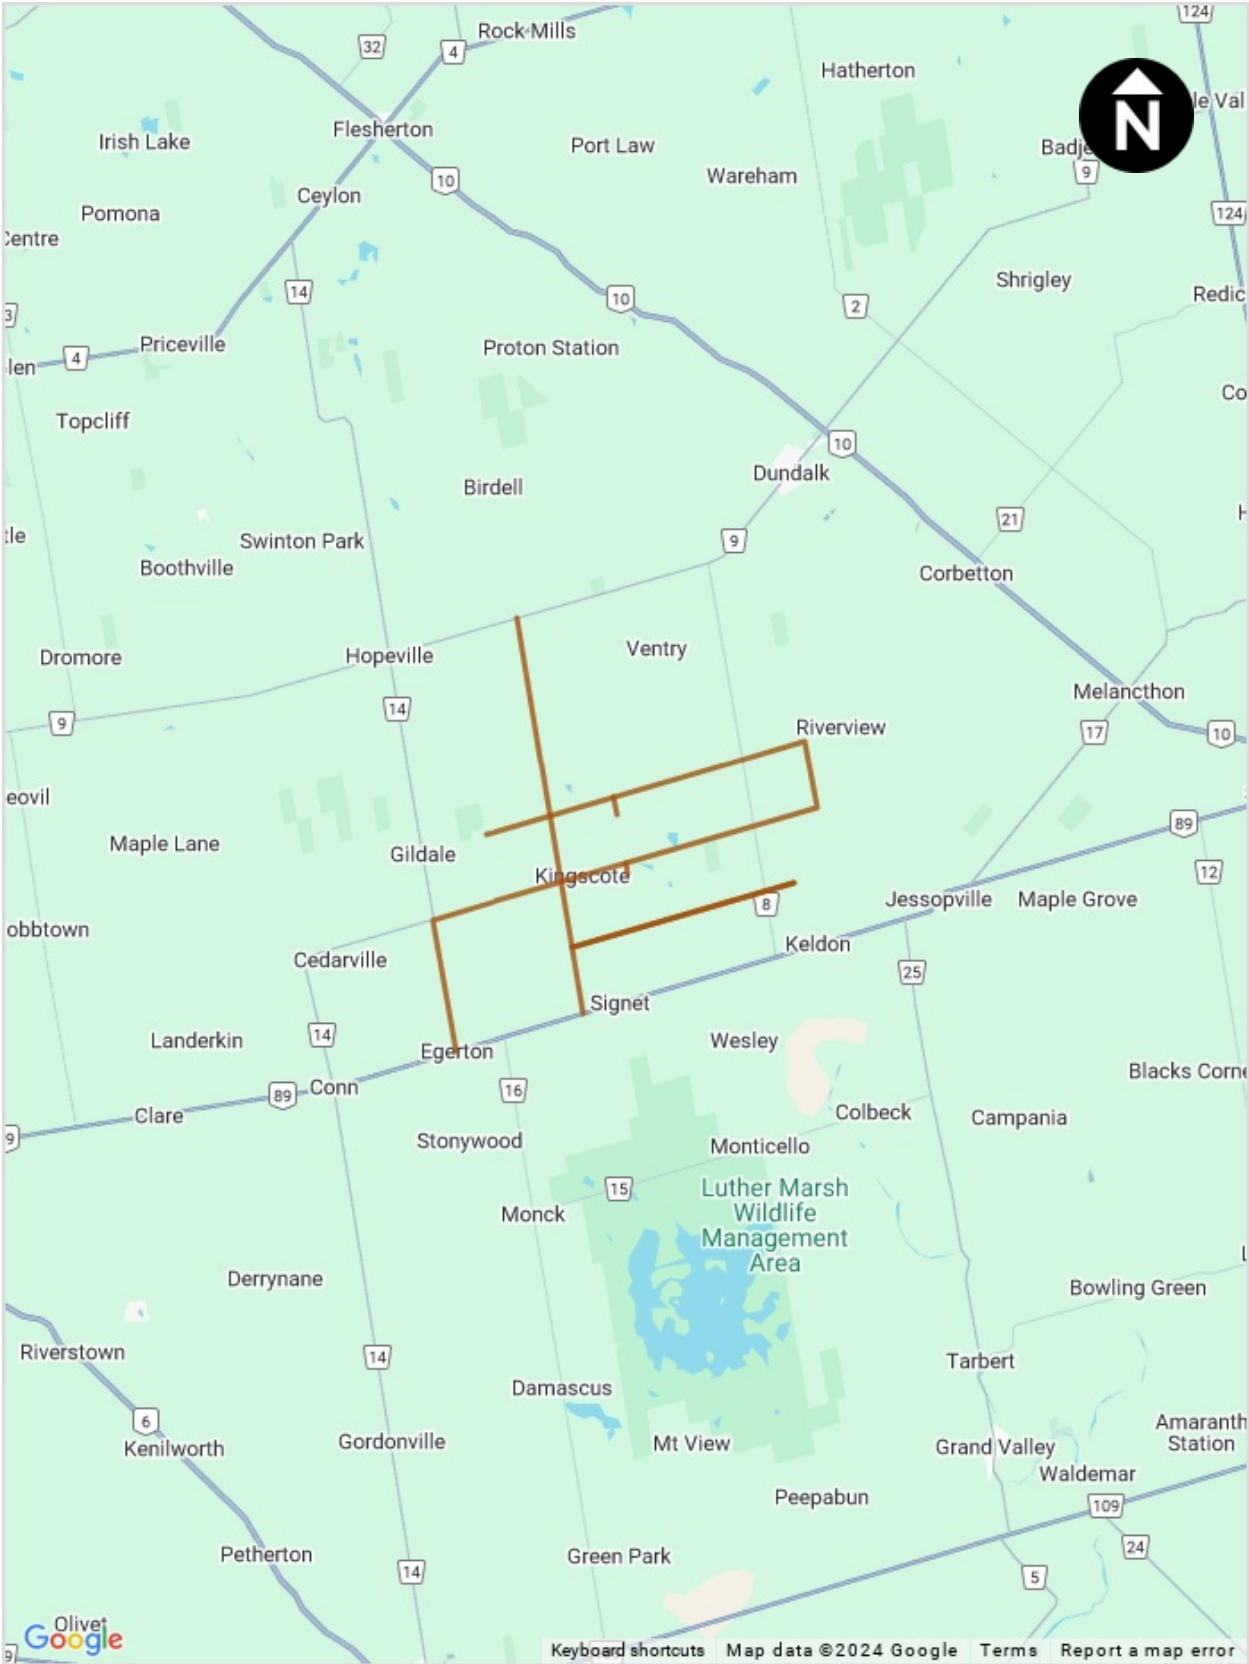 124
Rock Mills
32
4
Hatherton
N
Badje
9
Flesherton
Irish Lake
Port Law
Wareham
10
Ceylon
124
Pomona
Centre
Shrigley
14
10
2
Redic
3
Priceville
Proton Station
4
len
Topcliff
Co
10
Dundalk
Birdell
21
Swinton Park
9
tle
Boothville
Corbetton
Dromore
Hopeville
Ventry
Melancthon
14
9
Riverview
17
10
eovil
89
Maple Lane
Gildale
Kingscote
12
8
Jessopville
Maple Grove
obbtown
Keldon
Cedarville
25
Signet
14
Landerkin
Egerton
Wesley
Conn
16
Blacks Corne
89
Clare
Colbeck
Campania
9
Stonywood
Monticello
15
Luther Marsh
Wildlife
Management
Area
Monck
Derrynane
Bowling Green
Riverstown
14
Tarbert
Damascus
6
Kenilworth
Gordonville
Mt View
Grand Valley
Amaranth
Station
Waldemar
Peepabun
109
Petherton
Green Park
24
14
5
Olivet
Google
9
Keyboard shortcuts
Map data ©2024 Google
Terms
Report a map error